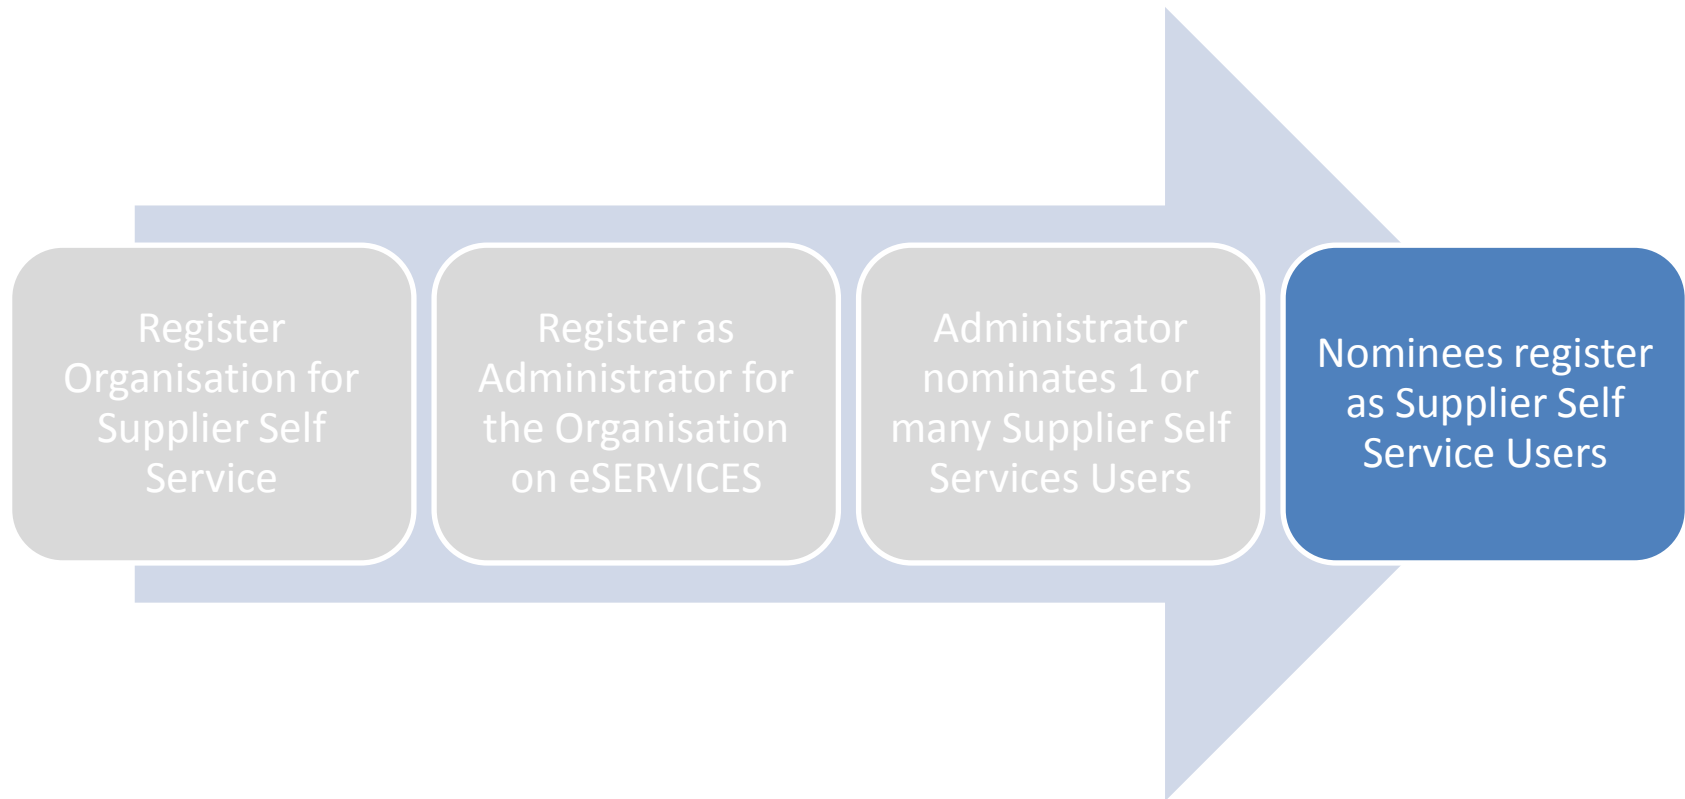 Register
Organisation for
Supplier Self
Service
Register as
Administrator for
the Organisation
on eSERVICES
Administrator
nominates 1 or
many Supplier Self
Services Users
Nominees register
as Supplier Self
Service Users